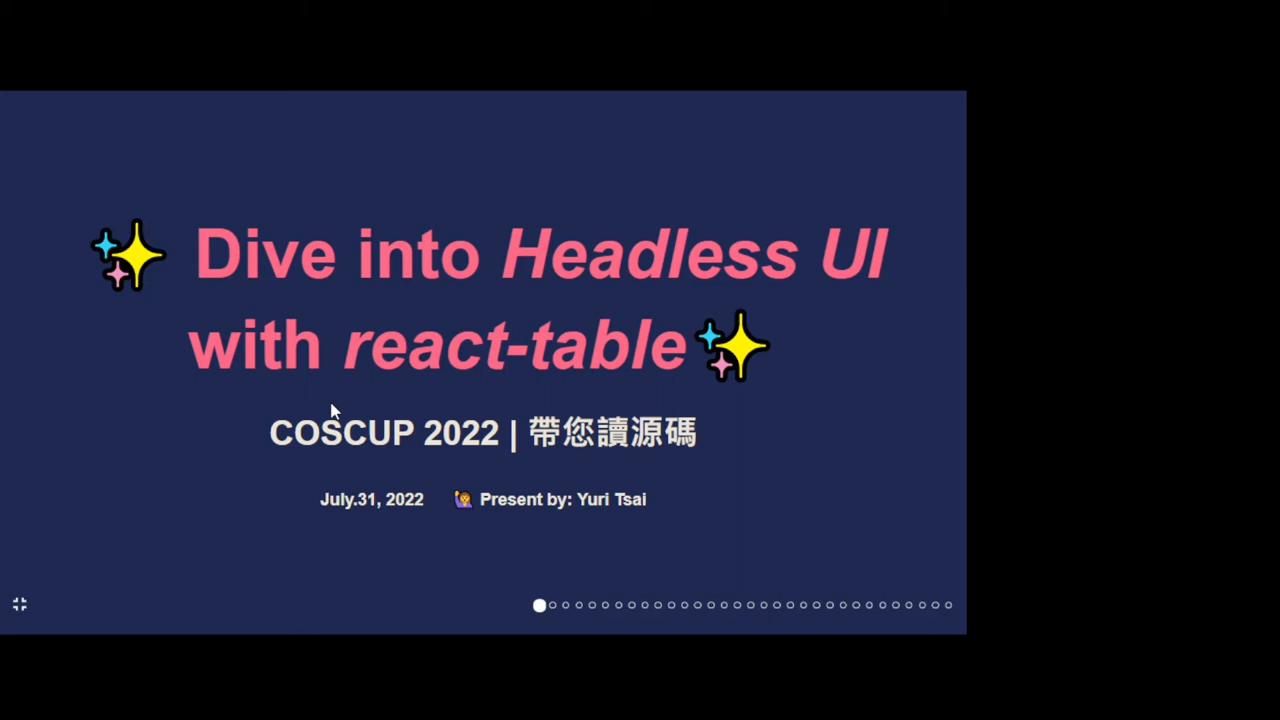 Dive into Headless UI
with react-table
COSCUP 2022 | 帶您讀源碼
July.31, 2022 🙋 Present by: Yuri Tsai